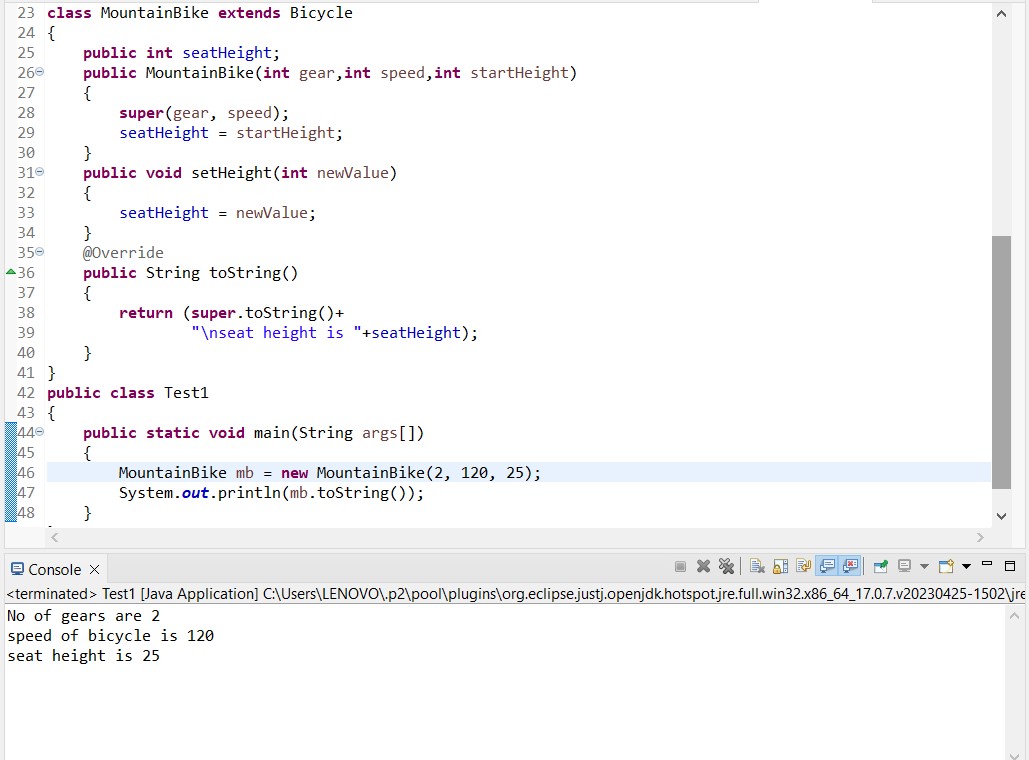 23 class MountainBike extends Bicycle
24 {
25     public int seatHeight;
26     public MountainBike(int gear,int speed,int startHeight)
27     {
28         super(gear, speed);
29         seatHeight = startHeight;
30     }
31     public void setHeight(int newValue)
32     {
33         seatHeight = newValue;
34     }
35     @Override
36     public String toString()
37     {
38         return (super.toString()+
39                 "\nseat height is "+seatHeight);
40     }
41 }
42 public class Test1
43 {
44     public static void main(String args[])
45     {
46         MountainBike mb = new MountainBike(2, 120, 25);
47         System.out.println(mb.toString());
48     }
Console
<terminated> Test1 [Java Application] C:\Users\LENOVO\.p2\pool\plugins\org.eclipse.justj.openjdk.hotspot.jre.full.win32.x86_64_17.0.7.v20230425-1502\jre
No of gears are 2
speed of bicycle is 120
seat height is 25